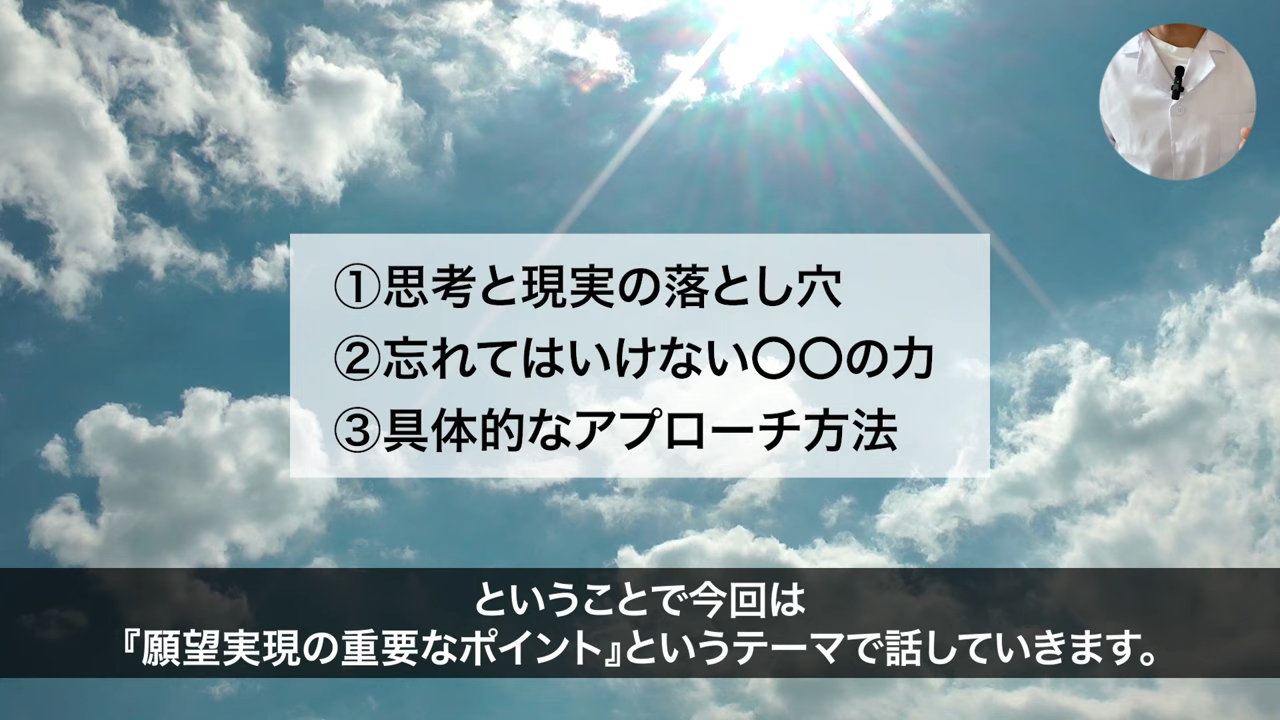 ①思考と現実の落とし穴
②忘れてはいけない〇〇の力
③具体的なアプローチ方法
ということで今回は
『願望実現の重要なポイント』というテーマで話していきます。